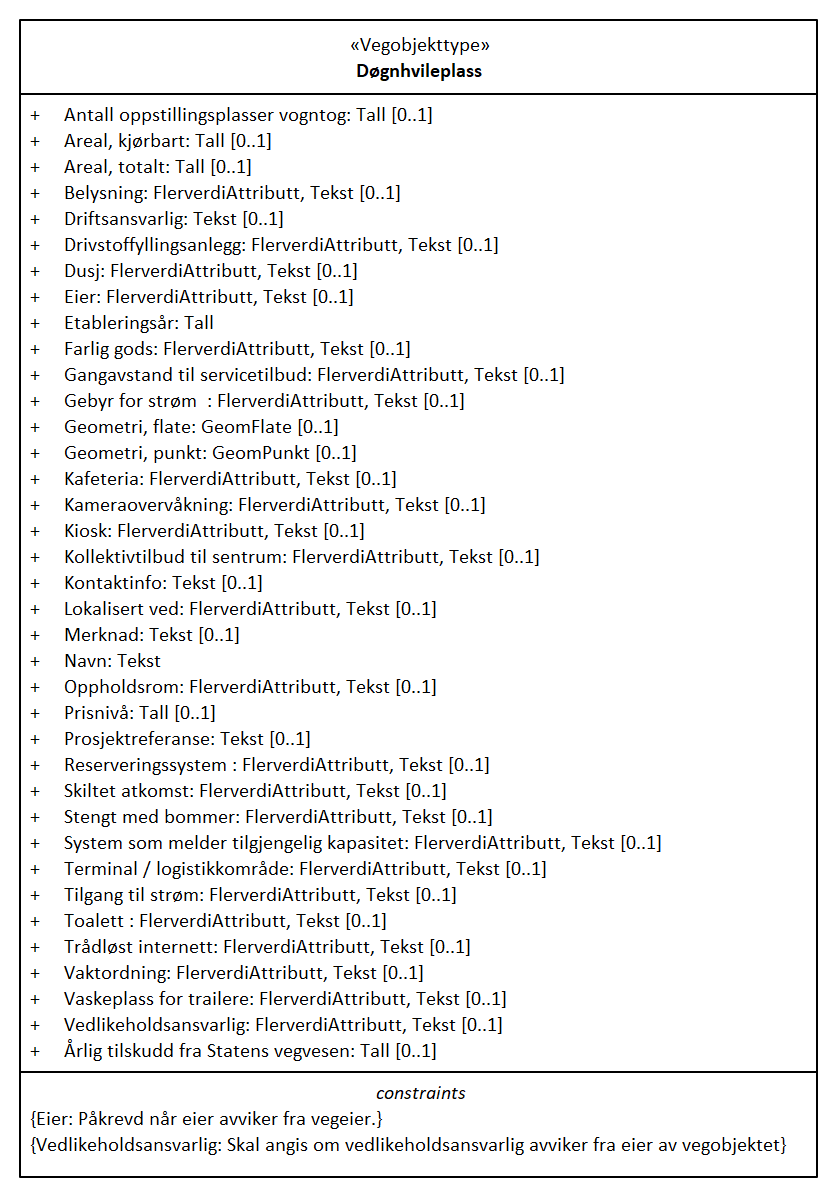 «Vegobjekttype»
Døgnhvileplass
+ Antall oppstillingsplasser vogntog: Tall [0..1]
+ Areal, kjørbart: Tall [0..1]
+ Areal, totalt: Tall [0..1]
+ Belysning: FlerverdiAttributt, Tekst [0..1]
+ Driftsansvarlig: Tekst [0..1]
+ Drivstoffyllingsanlegg: FlerverdiAttributt, Tekst [0..1]
+ Dusj: FlerverdiAttributt, Tekst [0..1]
+ Eier: FlerverdiAttributt, Tekst [0..1]
+ Etableringsår: Tall
+ Farlig gods: FlerverdiAttributt, Tekst [0..1]
+ Gangavstand til servicetilbud: FlerverdiAttributt, Tekst [0..1]
+ Gebyr for strøm  : FlerverdiAttributt, Tekst [0..1]
+ Geometri, flate: GeomFlate [0..1]
+ Geometri, punkt: GeomPunkt [0..1]
+ Kafeteria: FlerverdiAttributt, Tekst [0..1]
+ Kameraovervåkning: FlerverdiAttributt, Tekst [0..1]
+ Kiosk: FlerverdiAttributt, Tekst [0..1]
+ Kollektivtilbud til sentrum: FlerverdiAttributt, Tekst [0..1]
+ Kontaktinfo: Tekst [0..1]
+ Lokalisert ved: FlerverdiAttributt, Tekst [0..1]
+ Merknad: Tekst [0..1]
+ Navn: Tekst
+ Oppholdsrom: FlerverdiAttributt, Tekst [0..1]
+ Prisnivå: Tall [0..1]
+ Prosjektreferanse: Tekst [0..1]
+ Reserveringssystem : FlerverdiAttributt, Tekst [0..1]
+ Skiltet atkomst: FlerverdiAttributt, Tekst [0..1]
+ Stengt med bommer: FlerverdiAttributt, Tekst [0..1]
+ System som melder tilgjengelig kapasitet: FlerverdiAttributt, Tekst [0..1]
+ Terminal / logistikkområde: FlerverdiAttributt, Tekst [0..1]
+ Tilgang til strøm: FlerverdiAttributt, Tekst [0..1]
+ Toalett : FlerverdiAttributt, Tekst [0..1]
+ Trådløst internett: FlerverdiAttributt, Tekst [0..1]
+ Vaktordning: FlerverdiAttributt, Tekst [0..1]
+ Vaskeplass for trailere: FlerverdiAttributt, Tekst [0..1]
+ Vedlikeholdsansvarlig: FlerverdiAttributt, Tekst [0..1]
+ Årlig tilskudd fra Statens vegvesen: Tall [0..1]
constraints
{Eier: Påkrevd når eier avviker fra vegeier.}
{Vedlikeholdsansvarlig: Skal angis om vedlikeholdsansvarlig avviker fra eier av vegobjektet}